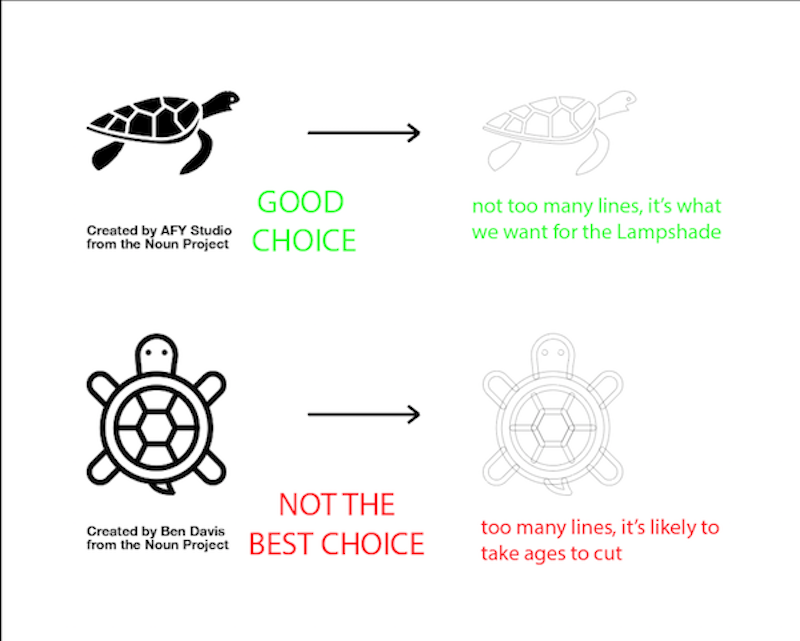 GOOD
CHOICE
not too many lines, it's what
we want for the Lampshade
Created by AFY Studio
from the Noun Project
NOT THE
BEST CHOICE
too many lines, it's likely to
take ages to cut
Created by Ben Davis
from the Noun Project